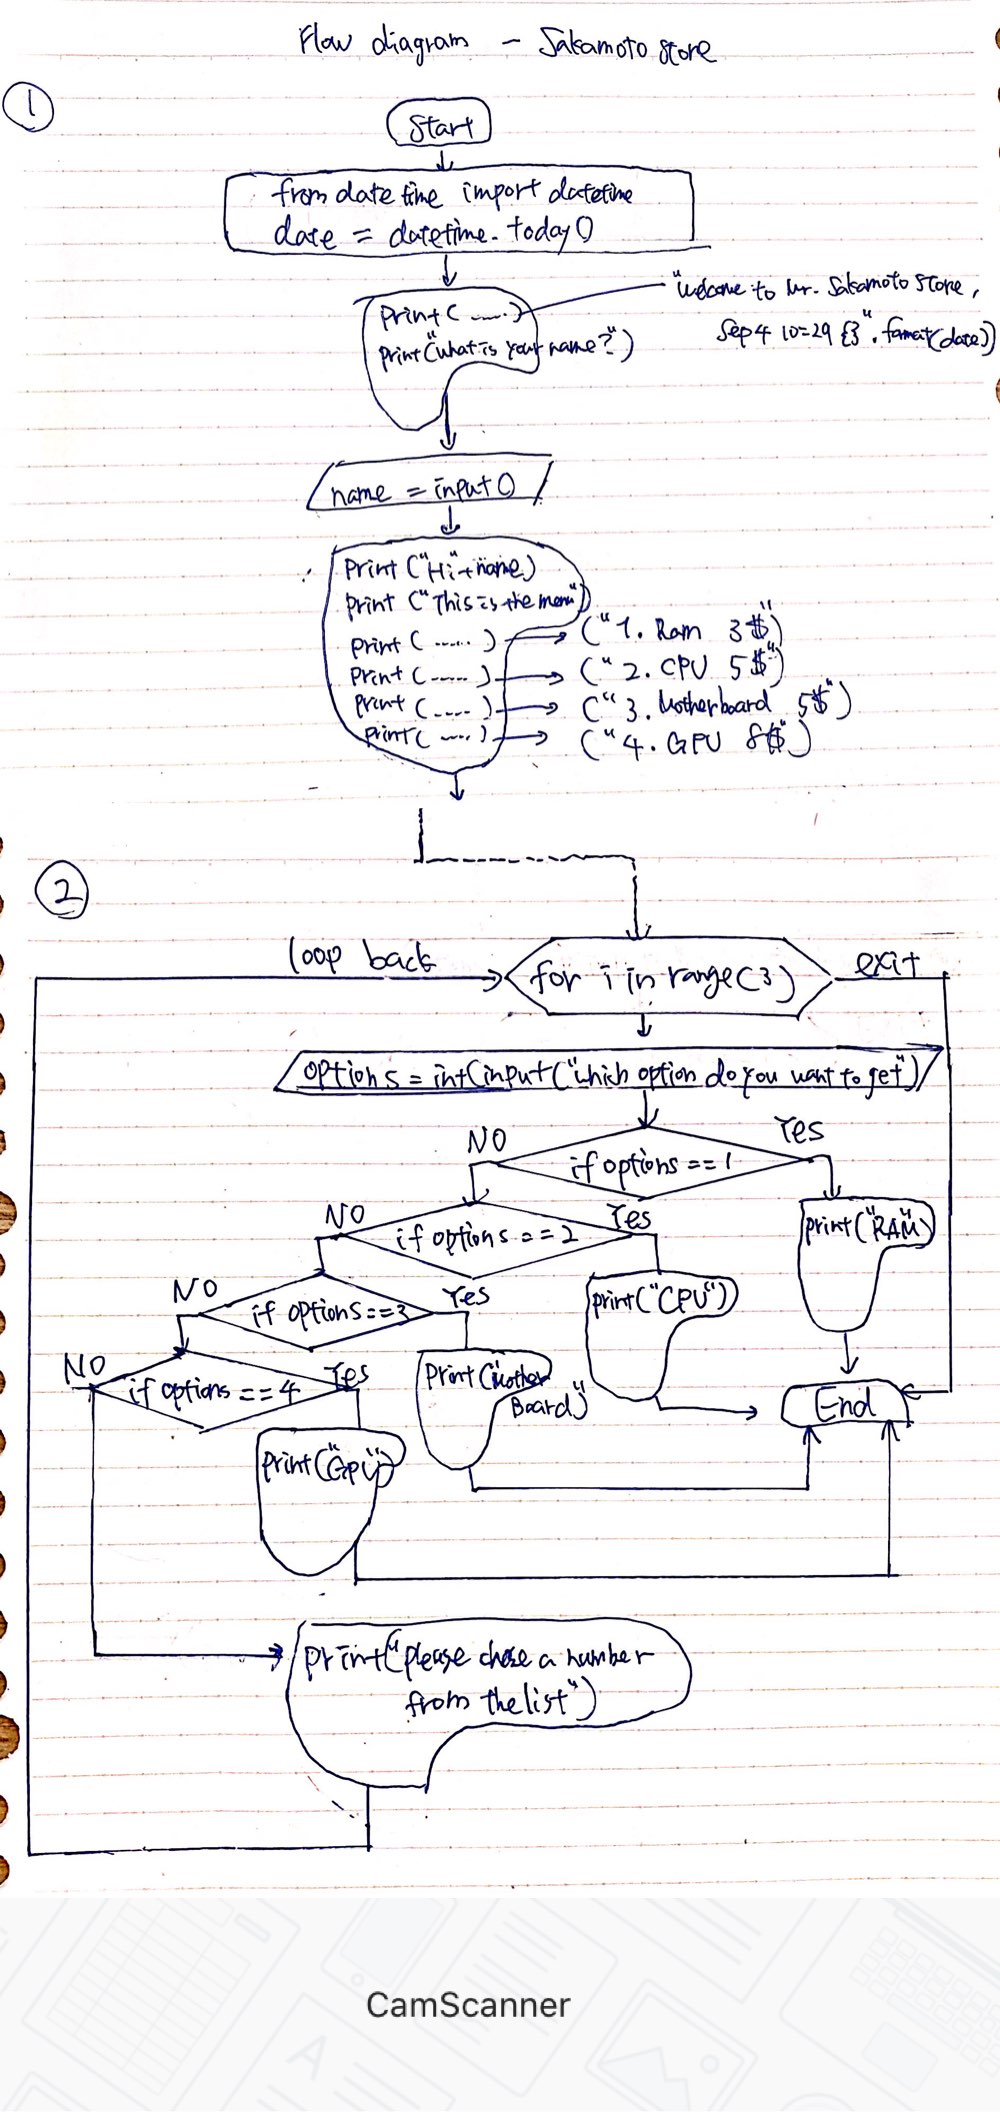 Flow diagram - Sakamoto store
1
Start
from datetime import datetime
date = datetime.today()
print(.....)
"welcome to Mr. Sakamoto store,
Sep 4 10=29 {}".format(date))
print("what is your name?")
name = input()
print("Hi"+name)
print("This is the menu")
print(......) ("1. Ram 3$")
print(.....) ("2. CPU 5$")
print(.....) ("3. Motherboard 5$")
print(.....) ("4. GPU 8$")
2
loop back
for i in range(3)
exit
options = int(input("which option do you want to get")
NO
if options ==1
Yes
NO
if options ==2
Yes
print("RAM")
NO
if options==3
Yes
print("CPU")
NO
if options ==4
Yes
print("Mother
Board")
End
print("GPU")
print("please chose a number
from the list")
CamScanner